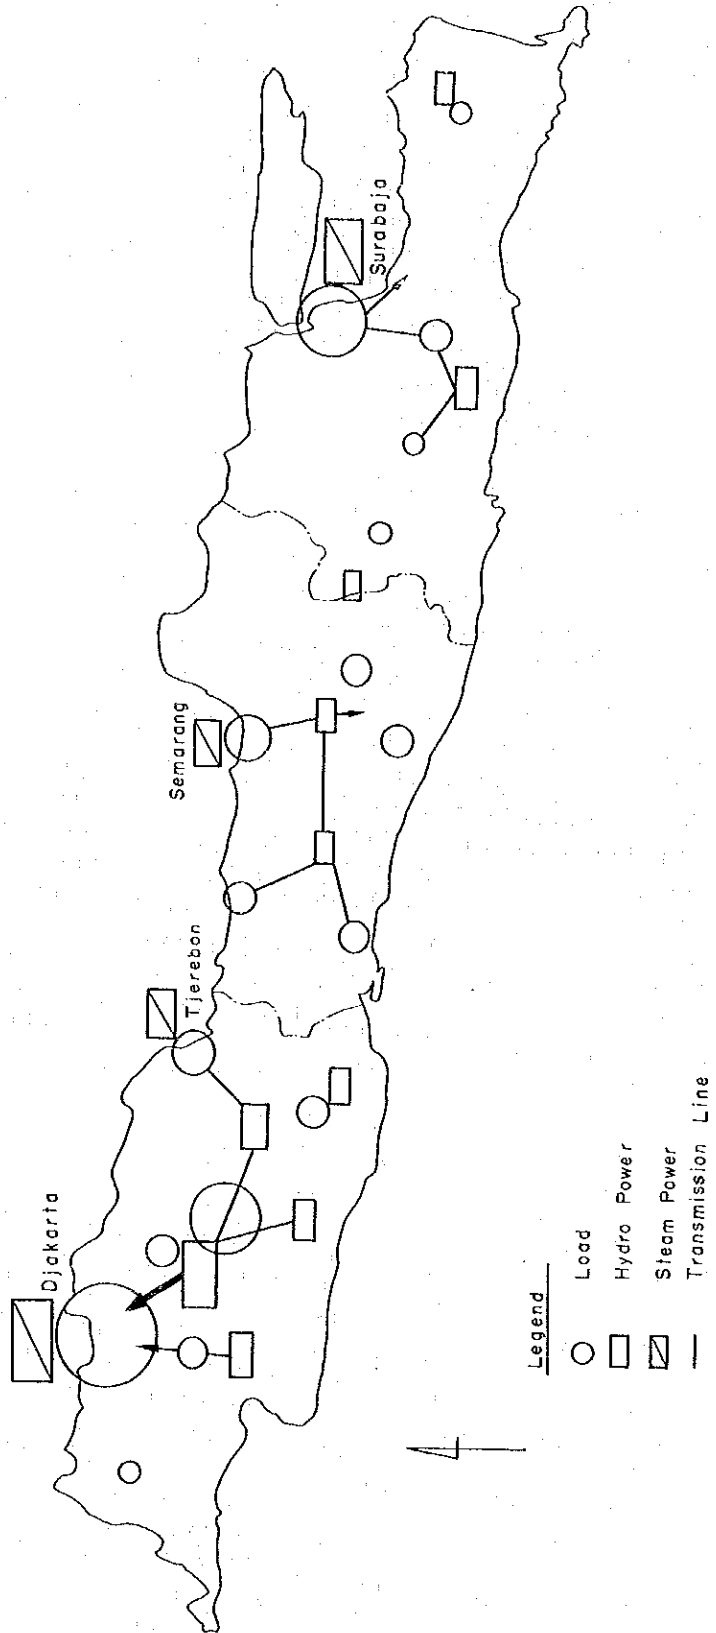 Djakarta
Tjerebon
Semarang
Surabaja
Legend
Load
Hydro Power
Steam Power
Transmission Line